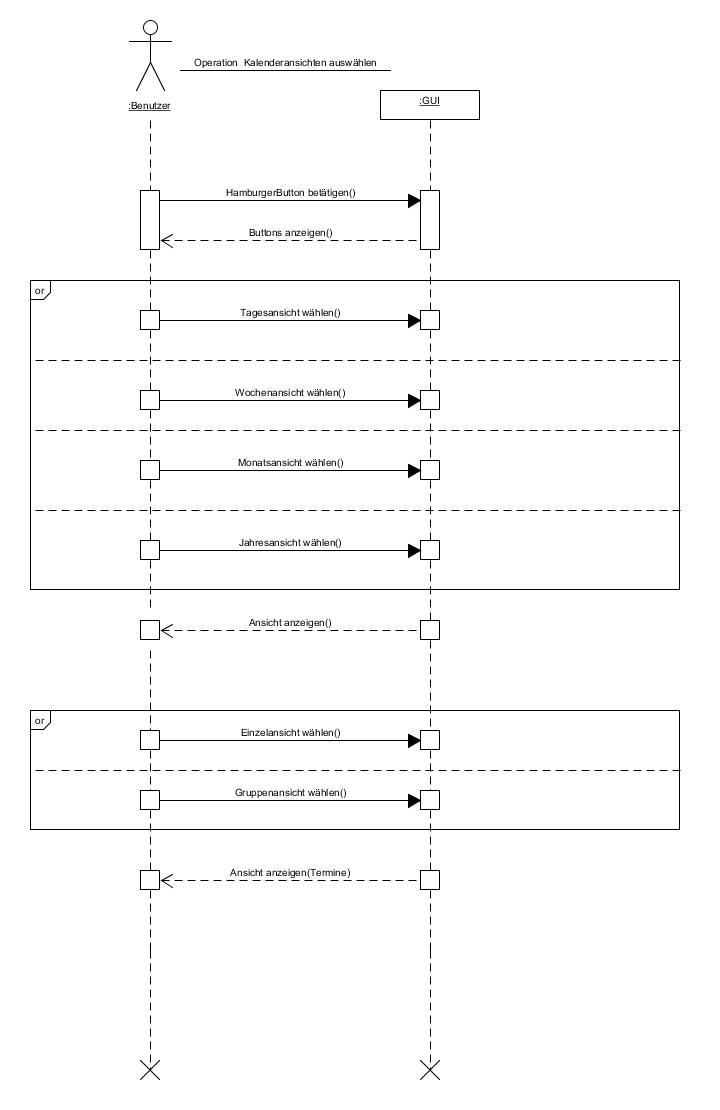 Operation  Kalenderansichten auswählen
:Benutzer
:GUI
HamburgerButton betätigen()
Buttons anzeigen()
or
Tagesansicht wählen()
Wochenansicht wählen()
Monatsansicht wählen()
Jahresansicht wählen()
Ansicht anzeigen()
or
Einzelansicht wählen()
Gruppenansicht wählen()
Ansicht anzeigen(Termine)